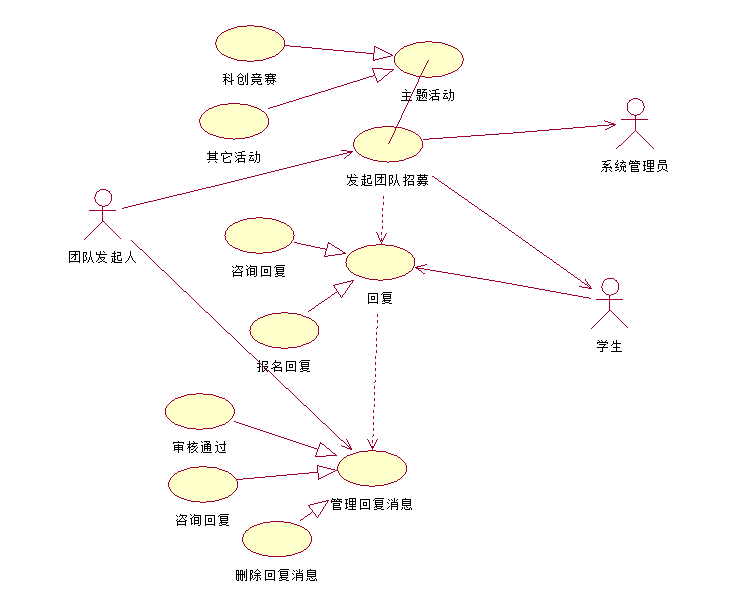 科创竞赛
主题活动
其它活动
系统管理员
发起团队招募
团队发起人
咨询回复
回复
学生
报名回复
审核通过
管理回复消息
咨询回复
删除回复消息